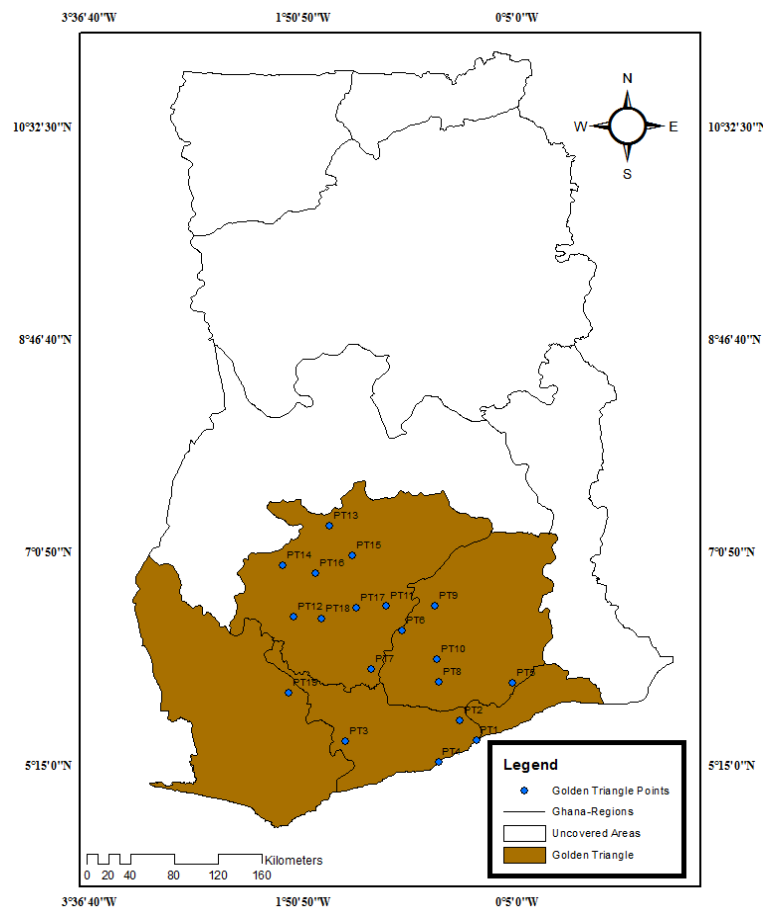 3°36'40"W 1°50'50"W 0°5'0"W
N
10°32'30"N W E 10°32'30"N
S
8°46'40"N 8°46'40"N
PT13
7°0'50"N PT15 7°0'50"N
PT14
PT16
PT17 PT11 PT9
PT12 PT18
PT6
PT10
PT7
PT8 PT5
PT19
PT2
PT3 PT1
PT4
5°15'0"N 5°15'0"N
Legend
Golden Triangle Points
Ghana-Regions
Uncovered Areas
Golden Triangle
Kilometers
0 20 40 80 120 160
3°36'40"W 1°50'50"W 0°5'0"W